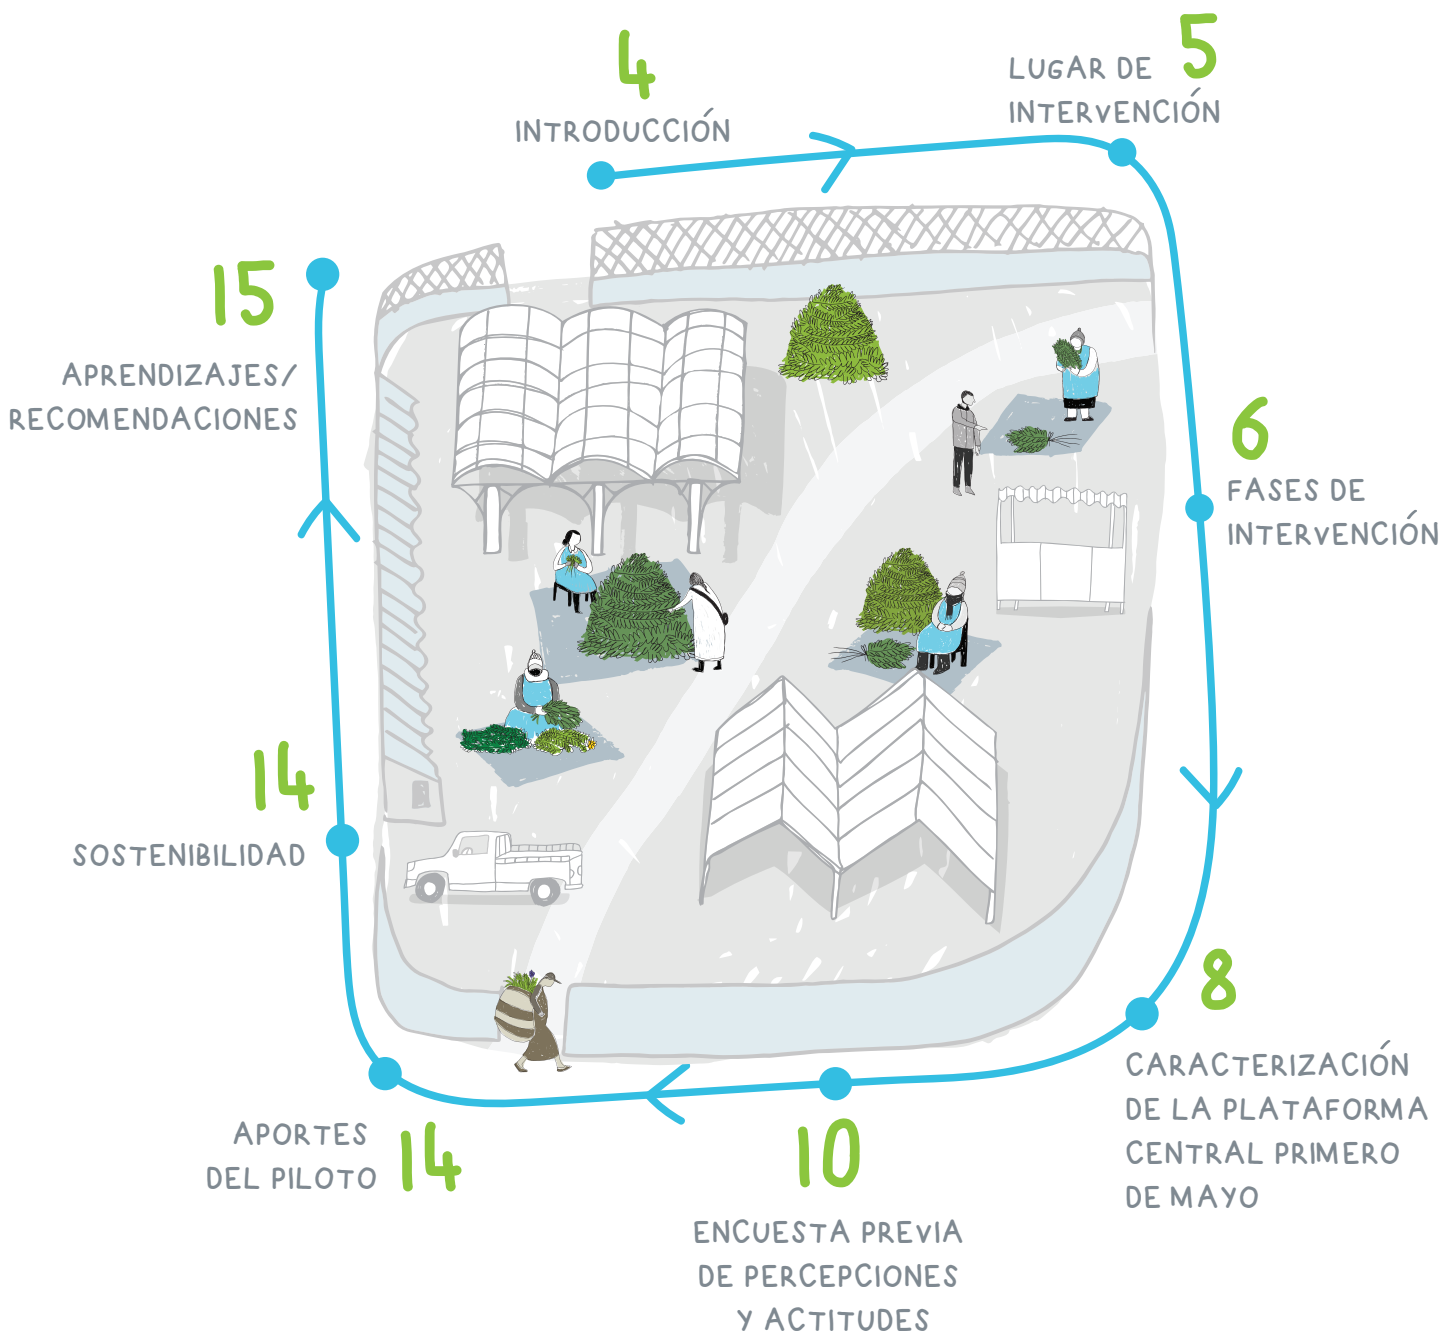 4
INTRODUCCIÓN
5
LUGAR DE
INTERVENCIÓN
6
FASES DE
INTERVENCIÓN
8
CARACTERIZACIÓN
DE LA PLATAFORMA
CENTRAL PRIMERO
DE MAYO
10
ENCUESTA PREVIA
DE PERCEPCIONES
Y ACTITUDES
14
APORTES
DEL PILOTO
14
SOSTENIBILIDAD
15
APRENDIZAJES/
RECOMENDACIONES